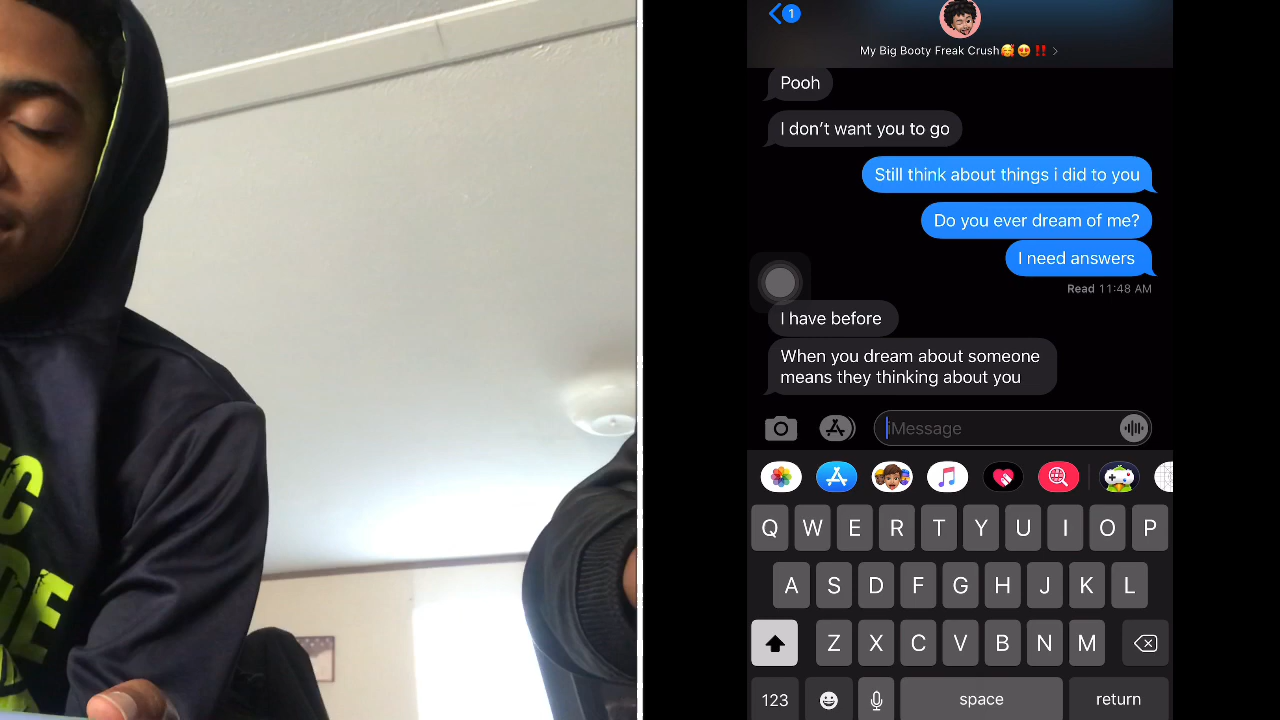 1
My Big Booty Freak Crush🥰😍‼️ >
Pooh
I don’t want you to go
Still think about things i did to you
Do you ever dream of me?
I need answers
Read 11:48 AM
I have before
When you dream about someone
means they thinking about you
iMessage
Q W E R T Y U I O P
A S D F G H J K L
Z X C V B N M
123 space return